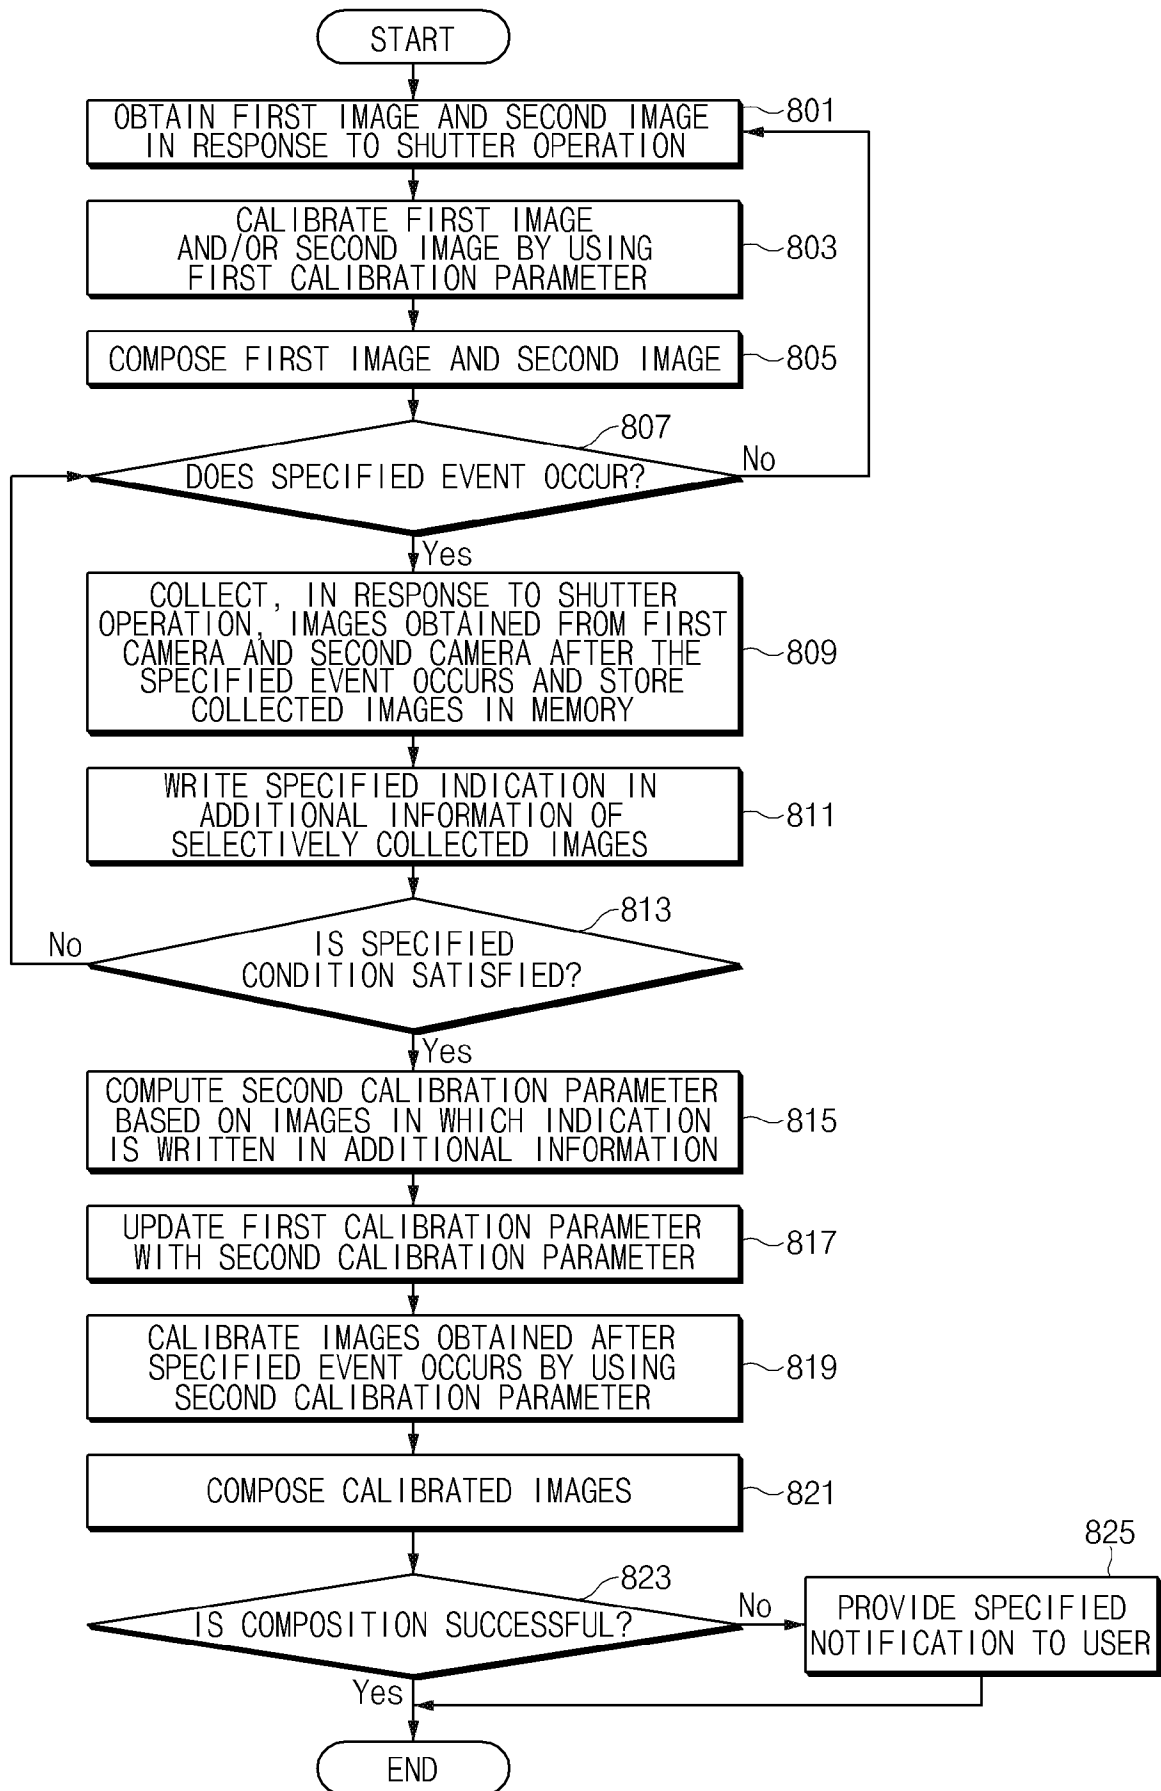 START
OBTAIN FIRST IMAGE AND SECOND IMAGE
IN RESPONSE TO SHUTTER OPERATION
801
CALIBRATE FIRST IMAGE
AND/OR SECOND IMAGE BY USING
FIRST CALIBRATION PARAMETER
803
COMPOSE FIRST IMAGE AND SECOND IMAGE
805
807
DOES SPECIFIED EVENT OCCUR?
No
Yes
COLLECT, IN RESPONSE TO SHUTTER
OPERATION, IMAGES OBTAINED FROM FIRST
CAMERA AND SECOND CAMERA AFTER THE
SPECIFIED EVENT OCCURS AND STORE
COLLECTED IMAGES IN MEMORY
809
WRITE SPECIFIED INDICATION IN
ADDITIONAL INFORMATION OF
SELECTIVELY COLLECTED IMAGES
811
813
No
IS SPECIFIED
CONDITION SATISFIED?
Yes
COMPUTE SECOND CALIBRATION PARAMETER
BASED ON IMAGES IN WHICH INDICATION
IS WRITTEN IN ADDITIONAL INFORMATION
815
UPDATE FIRST CALIBRATION PARAMETER
WITH SECOND CALIBRATION PARAMETER
817
CALIBRATE IMAGES OBTAINED AFTER
SPECIFIED EVENT OCCURS BY USING
SECOND CALIBRATION PARAMETER
819
COMPOSE CALIBRATED IMAGES
821
823
IS COMPOSITION SUCCESSFUL?
No
825
PROVIDE SPECIFIED
NOTIFICATION TO USER
Yes
END